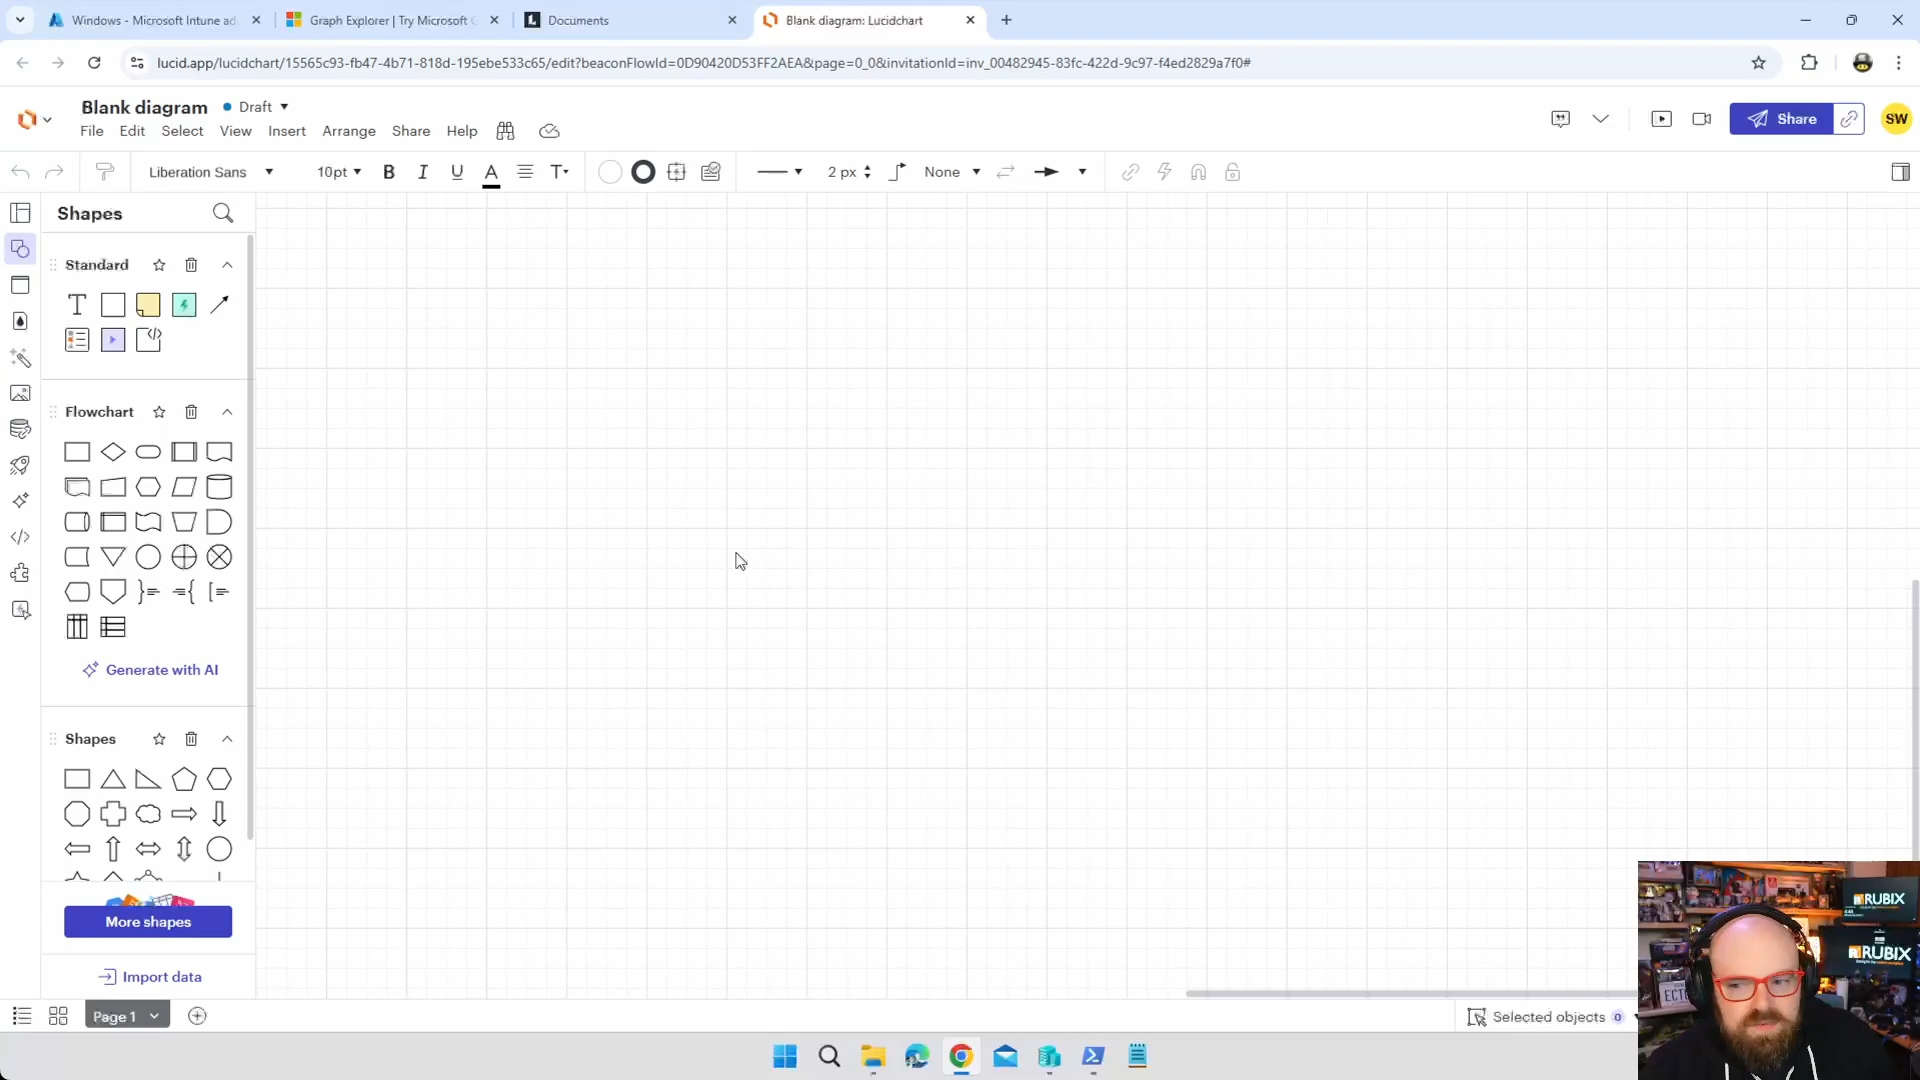 Windows - Microsoft Intune ad
Graph Explorer | Try Microsoft G
Documents
Blank diagram: Lucidchart
lucid.app/lucidchart/15565c93-fb47-4b71-818d-195ebe533c65/edit?beaconFlowId=0D90420D53FF2AEA&page=0_0&invitationId=inv_00482945-83fc-422d-9c97-f4ed2829a7f0#
Blank diagram
Draft
File
Edit
Select
View
Insert
Arrange
Share
Help
Share
SW
Liberation Sans
10pt
B
I
U
A
T
2 px
None
Shapes
Standard
T
Flowchart
Generate with AI
Shapes
More shapes
Import data
Page 1
Selected objects 0
RUBIX
RUBIX